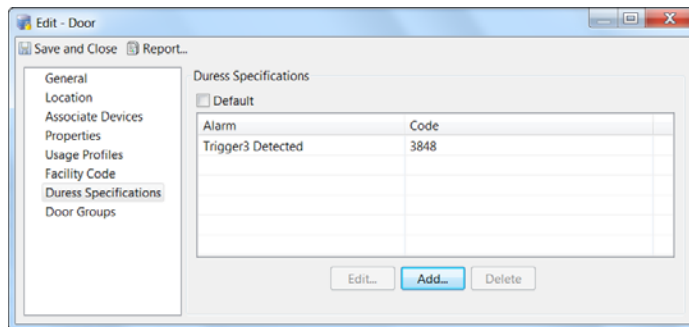 Edit - Door
Save and Close Report...
General
Location
Associate Devices
Properties
Usage Profiles
Facility Code
Duress Specifications
Door Groups
Duress Specifications
Default
Alarm Code
Trigger3 Detected 3848
Edit... Add... Delete